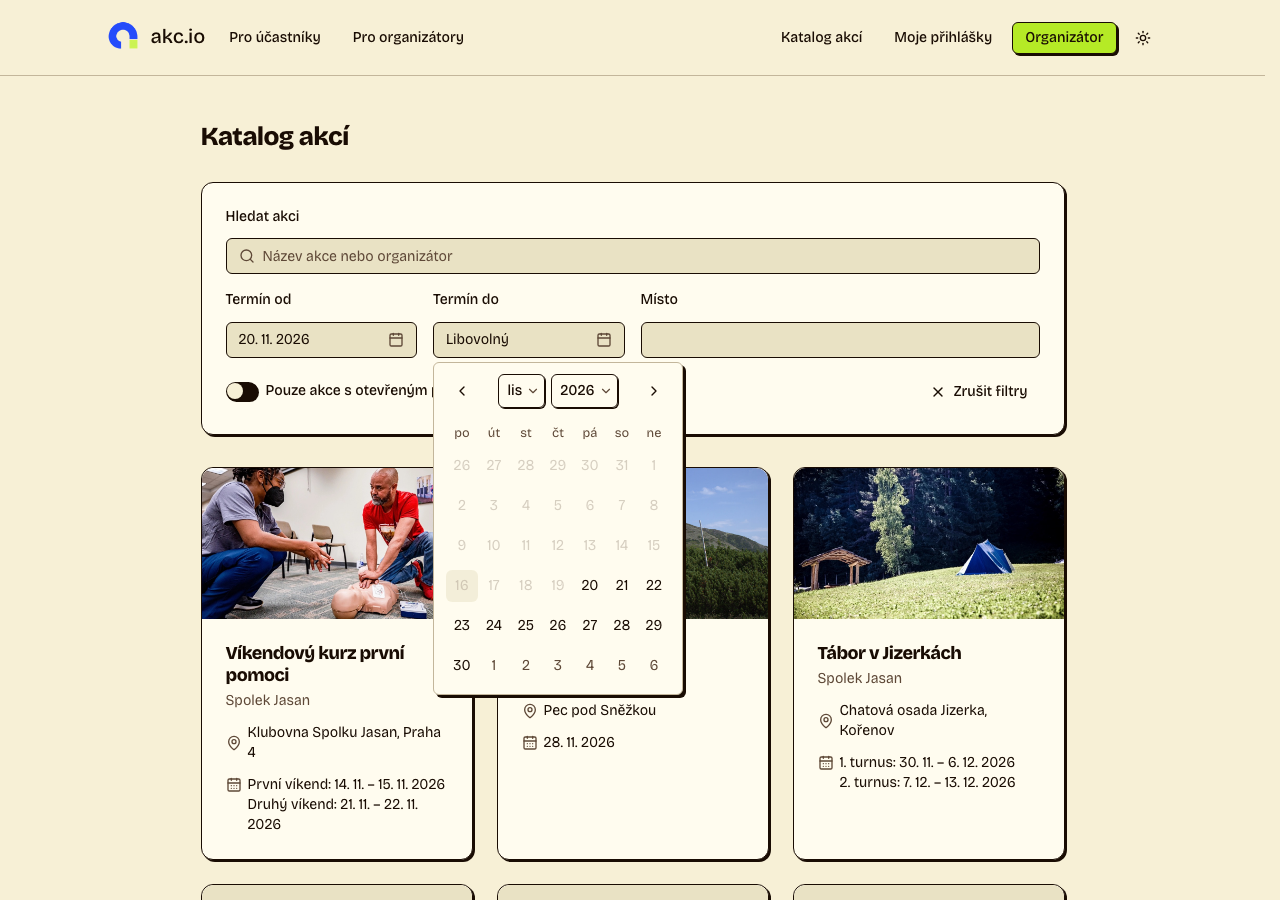 akc.io
Pro účastníky
Pro organizátory
Katalog akcí
Moje přihlášky
Organizátor
Katalog akcí
Hledat akci
Název akce nebo organizátor
Termín od
Termín do
Místo
20. 11. 2026
Libovolný
Pouze akce s otevřeným
Zrušit filtry
lis
2026
po út st čt pá so ne
26 27 28 29 30 31 1
2 3 4 5 6 7 8
9 10 11 12 13 14 15
16 17 18 19 20 21 22
23 24 25 26 27 28 29
30 1 2 3 4 5 6
Víkendový kurz první
pomoci
Spolek Jasan
Klubovna Spolku Jasan, Praha
4
První víkend: 14. 11. – 15. 11. 2026
Druhý víkend: 21. 11. – 22. 11.
2026
Pec pod Sněžkou
28. 11. 2026
Tábor v Jizerkách
Spolek Jasan
Chatová osada Jizerka,
Kořenov
1. turnus: 30. 11. – 6. 12. 2026
2. turnus: 7. 12. – 13. 12. 2026